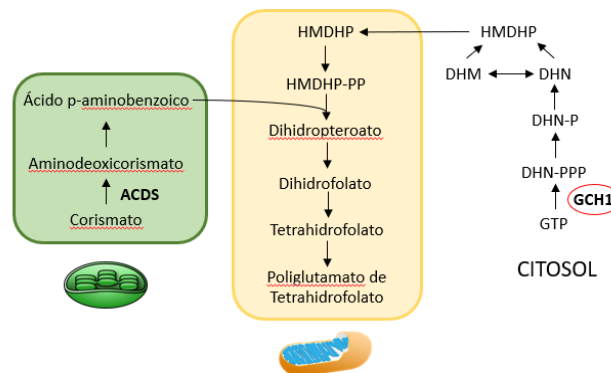 Ácido p-aminobenzoico
Aminodeoxicorismato
ACDS
Corismato
HMDHP
HMDHP-PP
Dihidropteroato
Dihidrofolato
Tetrahidrofolato
Poliglutamato de
Tetrahidrofolato
HMDHP
DHM
DHN
DHN-P
DHN-PPP
GCH1
GTP
CITOSOL